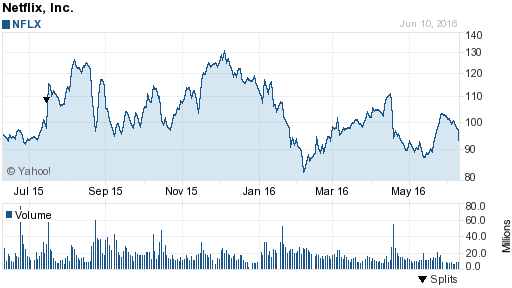 Netflix, Inc.
NFLX
Jun 10, 2016
140
130
120
110
100
90
80
© Yahoo!
Jul 15 Sep 15 Nov 15 Jan 16 Mar 16 May 16
Volume
80.0
60.0
40.0
20.0
0.0
Millions
Splits